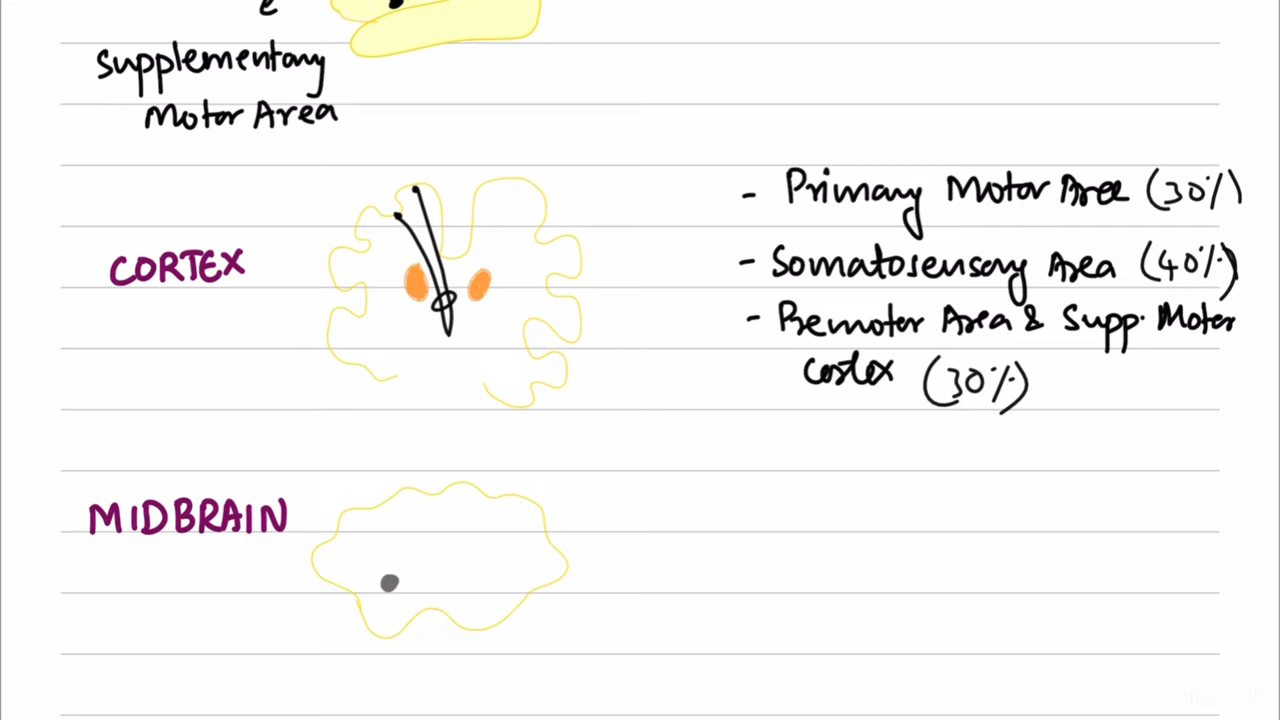 e
Supplementary
Motor Area
- Primary Motor Area (30%)
CORTEX
- Somatosensory Area (40%)
- Premotor Area & Supp. Motor
Cortex (30%)
MIDBRAIN